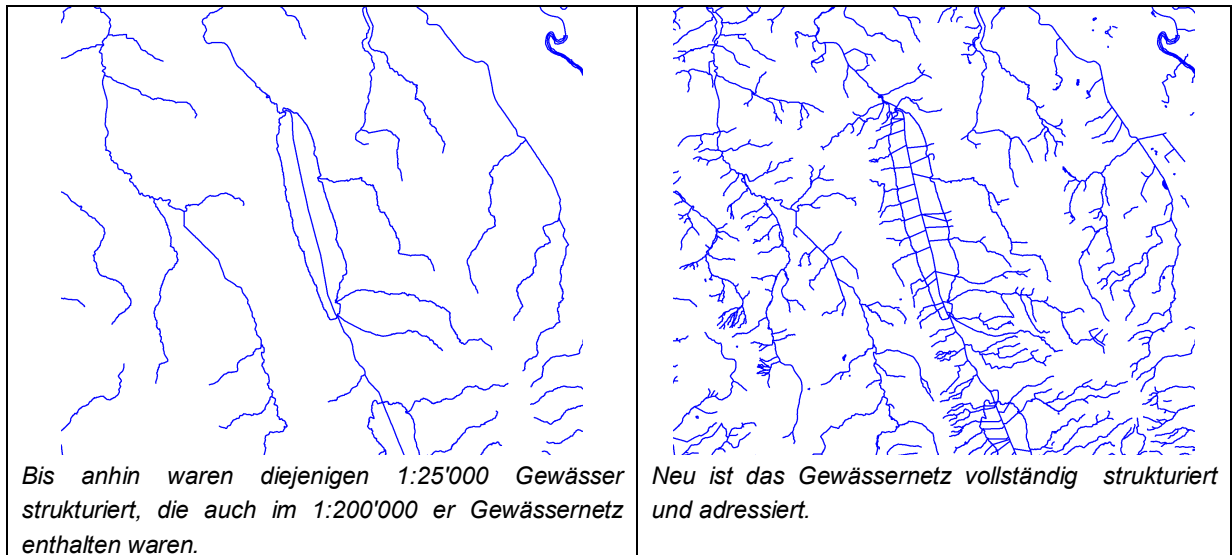 Bis anhin waren diejenigen 1:25'000 Gewässer
strukturiert, die auch im 1:200'000 er Gewässernetz
enthalten waren.
Neu ist das Gewässernetz vollständig strukturiert
und adressiert.